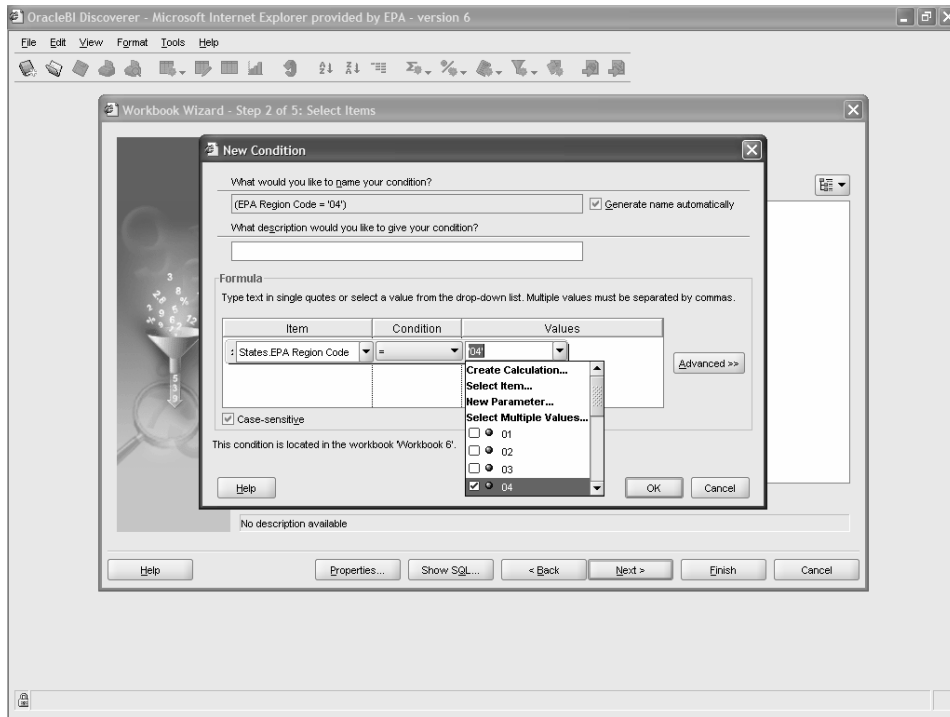 OracleBI Discoverer - Microsoft Internet Explorer provided by EPA - version 6
File Edit View Format Tools Help
Workbook Wizard - Step 2 of 5: Select Items
New Condition
What would you like to name your condition?
(EPA Region Code = '04')
Generate name automatically
What description would you like to give your condition?
Formula
Type text in single quotes or select a value from the drop-down list. Multiple values must be separated by commas.
Item Condition Values
: States.EPA Region Code = '04'
Advanced >>
Create Calculation...
Select Item...
New Parameter...
Select Multiple Values...
01
02
03
04
Case-sensitive
This condition is located in the workbook 'Workbook 6'.
Help OK Cancel
No description available
Help Properties... Show SQL... < Back Next > Finish Cancel